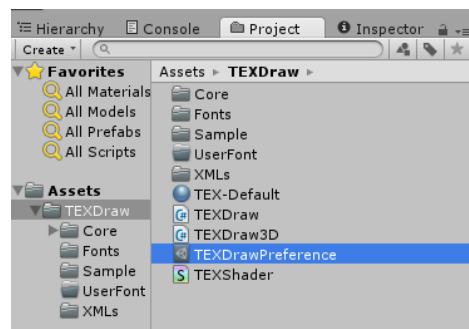 Hierarchy Console Project Inspector
Create
Favorites
All Materials
All Models
All Prefabs
All Scripts
Assets
TEXDraw
Core
Fonts
Sample
UserFont
XMLs
Assets TEXDraw
Core
Fonts
Sample
UserFont
XMLs
TEX-Default
TEXDraw
TEXDraw3D
TEXDrawPreference
TEXShader